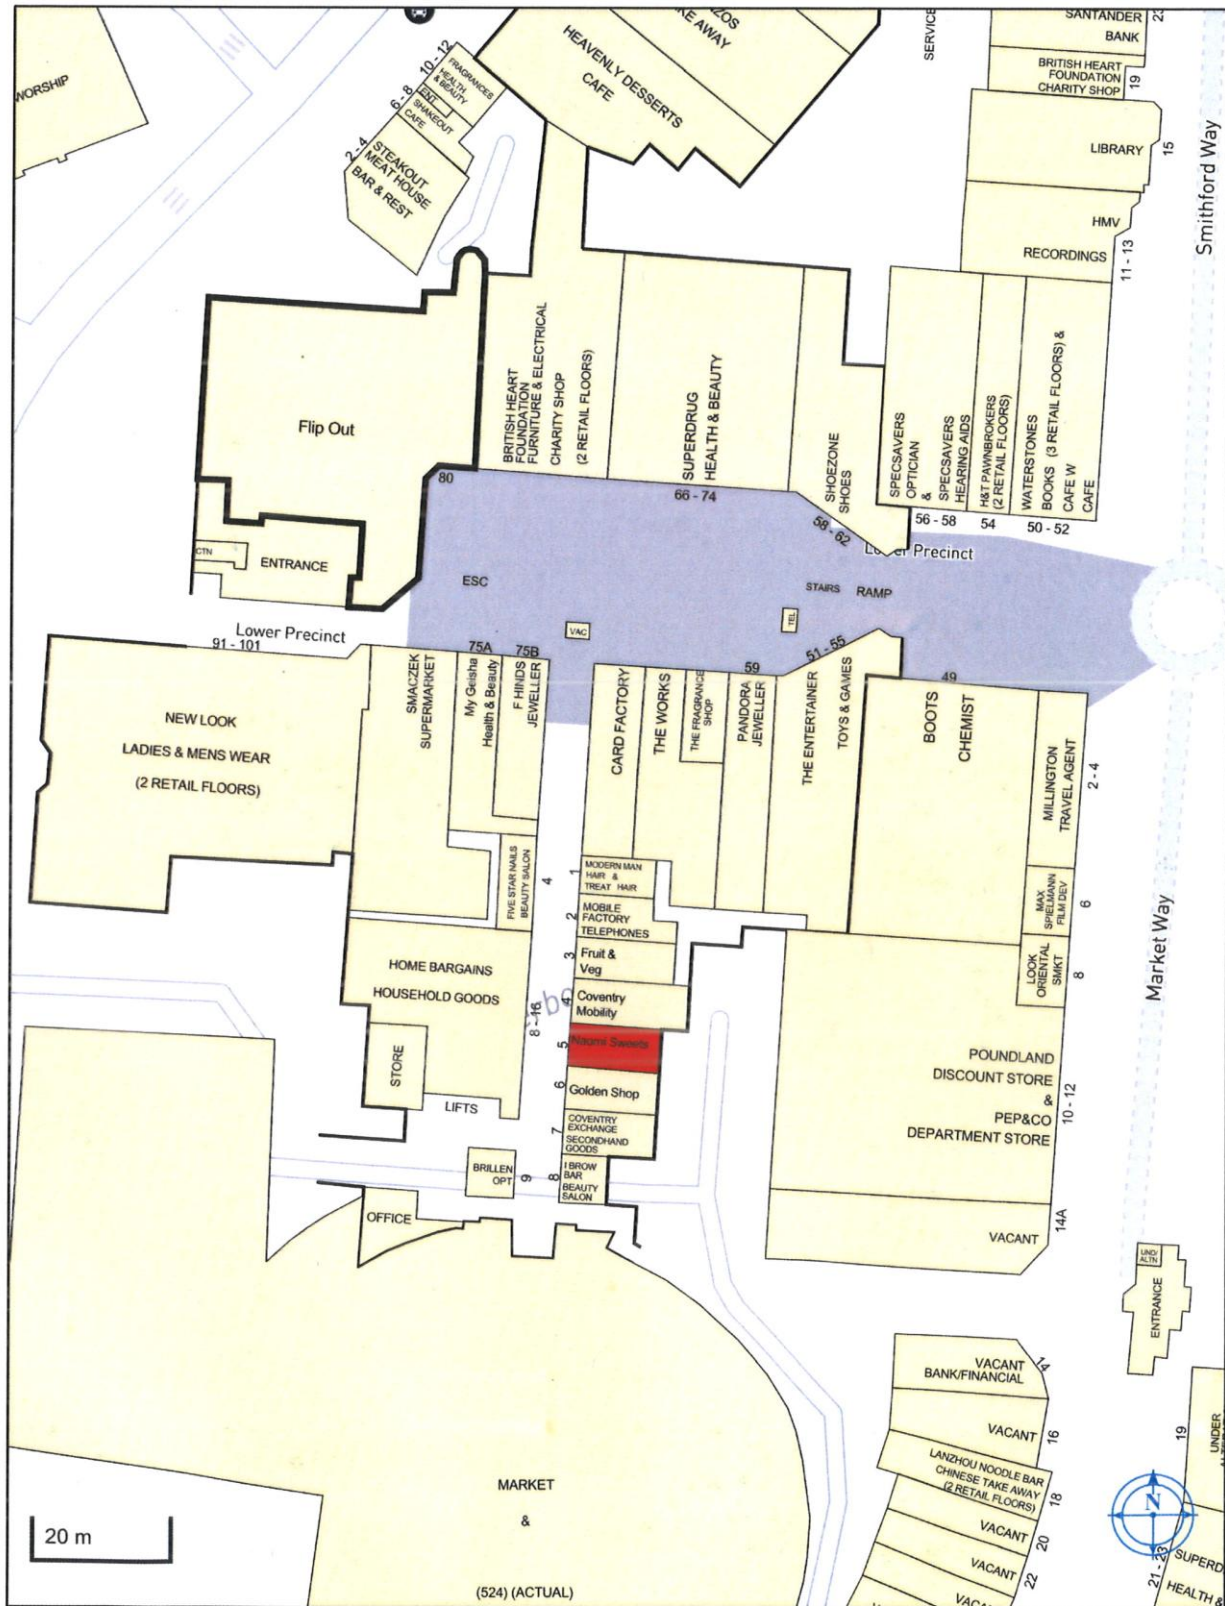 WORSHIP
10 - 12
FRAGRANCES
HEALTH
& BEAUTY
6 - 8
ENT
SHAKEOUT
CAFE
2 - 4
STEAKOUT
MEAT HOUSE
BAR & REST
KE AWAY
HEAVENLY DESSERTS
CAFE
SERVICE
SANTANDER
BANK
BRITISH HEART
FOUNDATION
CHARITY SHOP
19
LIBRARY
15
HMV
RECORDINGS
11 - 13
Smithford Way
Flip Out
BRITISH HEART
FOUNDATION
FURNITURE & ELECTRICAL
CHARITY SHOP
(2 RETAIL FLOORS)
80
SUPERDRUG
HEALTH & BEAUTY
66 - 74
SHOEZONE
SHOES
58 - 62
SPECSAVERS
OPTICIAN
&
SPECSAVERS
HEARING AIDS
56 - 58
H&T PAWNBROKERS
(2 RETAIL FLOORS)
54
WATERSTONES
BOOKS (3 RETAIL FLOORS) &
CAFE W
CAFE
50 - 52
Lower Precinct
CTN
ENTRANCE
ESC
STAIRS RAMP
VAC
TEL
Lower Precinct
91 - 101
NEW LOOK
LADIES & MENS WEAR
(2 RETAIL FLOORS)
SMACZEK
SUPERMARKET
75A
My Geisha
Health & Beauty
75B
F HINDS
JEWELLER
CARD FACTORY
THE WORKS
THE FRAGRANCE
SHOP
59
PANDORA
JEWELLER
51 - 55
THE ENTERTAINER
TOYS & GAMES
49
BOOTS
CHEMIST
MILLINGTON
TRAVEL AGENT
2 - 4
MAX
SPIELMANN
FILM DEV
6
LOOK
ORIENTAL
SMKT
8
Market Way
FIVE STAR NAILS
BEAUTY SALON
4
1
MODERN MAN
HAIR &
TREAT HAIR
2
MOBILE
FACTORY
TELEPHONES
3
Fruit &
Veg
4
Coventry
Mobility
5
Naomi Sweets
6
Golden Shop
7
COVENTRY
EXCHANGE
SECONDHAND
GOODS
8
I BROW
BAR
BEAUTY
SALON
HOME BARGAINS
HOUSEHOLD GOODS
8 - 16
STORE
LIFTS
BRILLEN
OPT
9
OFFICE
POUNDLAND
DISCOUNT STORE
&
PEP&CO
DEPARTMENT STORE
10 - 12
VACANT
14A
UND/
ALTN
ENTRANCE
VACANT
BANK/FINANCIAL
14
VACANT
16
LANZHOU NOODLE BAR
CHINESE TAKE AWAY
(2 RETAIL FLOORS)
18
VACANT
20
VACANT
22
19
UNDER
N
21 - 23
SUPERD
HEALTH &
MARKET
&
(524) (ACTUAL)
20 m